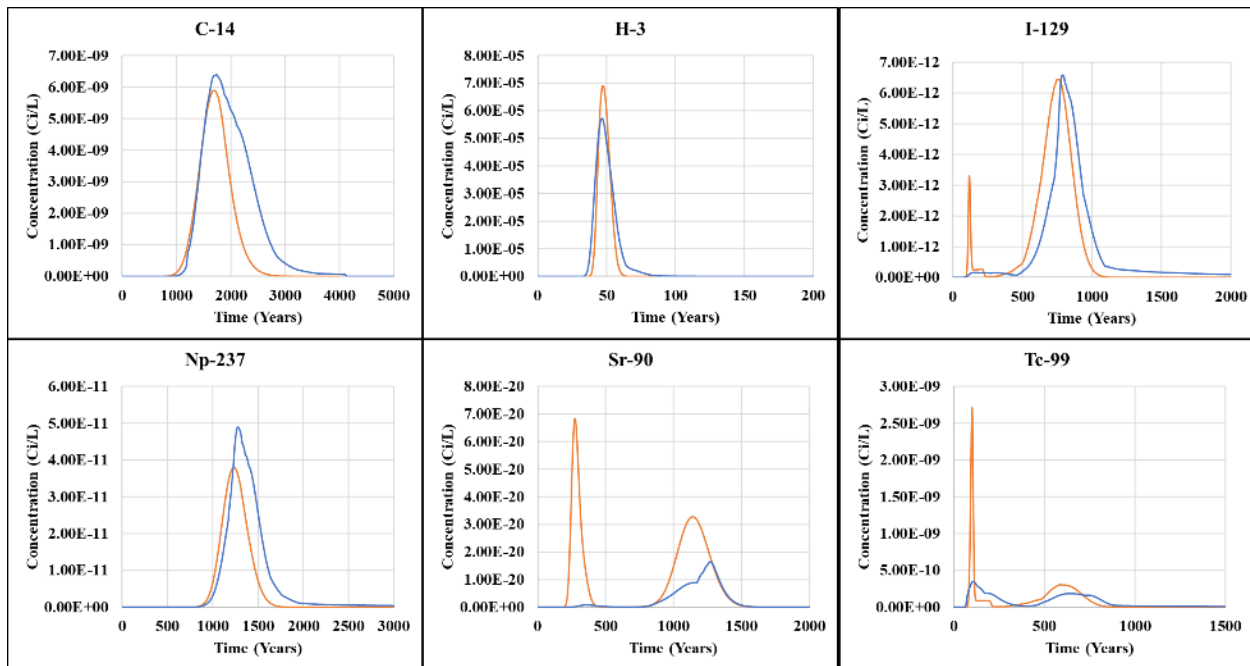 C-14
7.00E-09
6.00E-09
5.00E-09
4.00E-09
3.00E-09
2.00E-09
1.00E-09
0.00E+00
Concentration (Ci/L)
0 1000 2000 3000 4000 5000
Time (Years)
H-3
8.00E-05
7.00E-05
6.00E-05
5.00E-05
4.00E-05
3.00E-05
2.00E-05
1.00E-05
0.00E+00
Concentration (Ci/L)
0 50 100 150 200
Time (Years)
I-129
7.00E-12
6.00E-12
5.00E-12
4.00E-12
3.00E-12
2.00E-12
1.00E-12
0.00E+00
Concentration (Ci/L)
0 500 1000 1500 2000
Time (Years)
Np-237
6.00E-11
5.00E-11
4.00E-11
3.00E-11
2.00E-11
1.00E-11
0.00E+00
Concentration (Ci/L)
0 500 1000 1500 2000 2500 3000
Time (Years)
Sr-90
8.00E-20
7.00E-20
6.00E-20
5.00E-20
4.00E-20
3.00E-20
2.00E-20
1.00E-20
0.00E+00
Concentration (Ci/L)
0 500 1000 1500 2000
Time (Years)
Tc-99
3.00E-09
2.50E-09
2.00E-09
1.50E-09
1.00E-09
5.00E-10
0.00E+00
Concentration (Ci/L)
0 500 1000 1500
Time (Years)